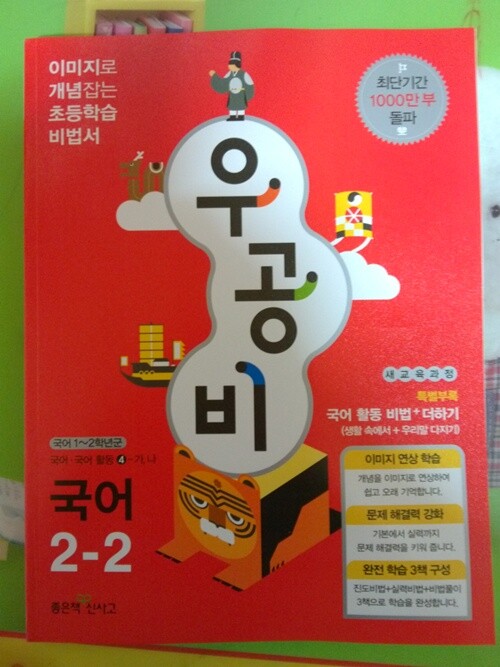 이미지로
개념잡는
초등학습
비법서
최단기간
1000만 부
돌파
우
공
비
새교육과정
특별부록
국어 활동 비법+더하기
(생활 속에서 + 우리말 다지기)
이미지 연상 학습
개념을 이미지로 연상하여
쉽고 오래 기억합니다.
문제 해결력 강화
기본에서 실력까지
문제 해결력을 키워 줍니다.
완전 학습 3책 구성
진도비법+실력비법+비법풀이
3책으로 학습을 완성합니다.
국어 1~2학년군
국어·국어 활동 4-가, 나
국어
2-2
좋은책 신사고